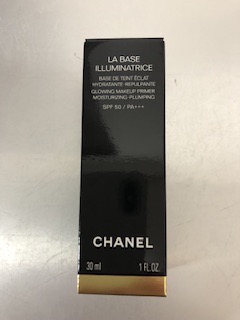 LA BASE
ILLUMINATRICE
BASE DE TEINT ÉCLAT
HYDRATANTE-REPULPANTE
GLOWING MAKEUP PRIMER
MOISTURIZING-PLUMPING
SPF 50 / PA+++
CHANEL
30 ml 1 FL. OZ.